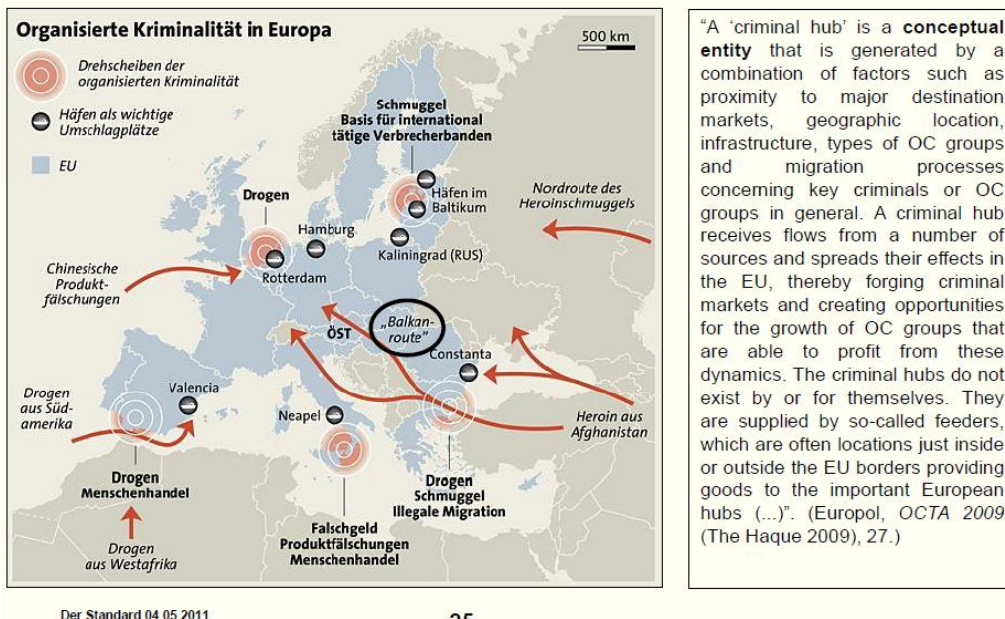 Organisierte Kriminalität in Europa
500 km
Drehscheiben der
organisierten Kriminalität
Häfen als wichtige
Umschlagplätze
EU
Schmuggel
Basis für international
tätige Verbrecherbanden
Drogen
Häfen im
Baltikum
Nordroute des
Heroinschmuggels
Hamburg
Kaliningrad (RUS)
Rotterdam
Chinesische
Produkt-
fälschungen
ÖST
„Balkan-
route"
Constanta
Drogen
aus Süd-
amerika
Valencia
Neapel
Heroin aus
Afghanistan
Drogen
Menschenhandel
Drogen
Schmuggel
Illegale Migration
Falschgeld
Produktfälschungen
Menschenhandel
Drogen
aus Westafrika
“A ‘criminal hub’ is a conceptual
entity that is generated by a
combination of factors such as
proximity to major destination
markets, geographic location,
infrastructure, types of OC groups
and migration processes
concerning key criminals or OC
groups in general. A criminal hub
receives flows from a number of
sources and spreads their effects in
the EU, thereby forging criminal
markets and creating opportunities
for the growth of OC groups that
are able to profit from these
dynamics. The criminal hubs do not
exist by or for themselves. They
are supplied by so-called feeders,
which are often locations just inside
or outside the EU borders providing
goods to the important European
hubs (...)”. (Europol, OCTA 2009
(The Haque 2009), 27.)
Der Standard 04.05.2011